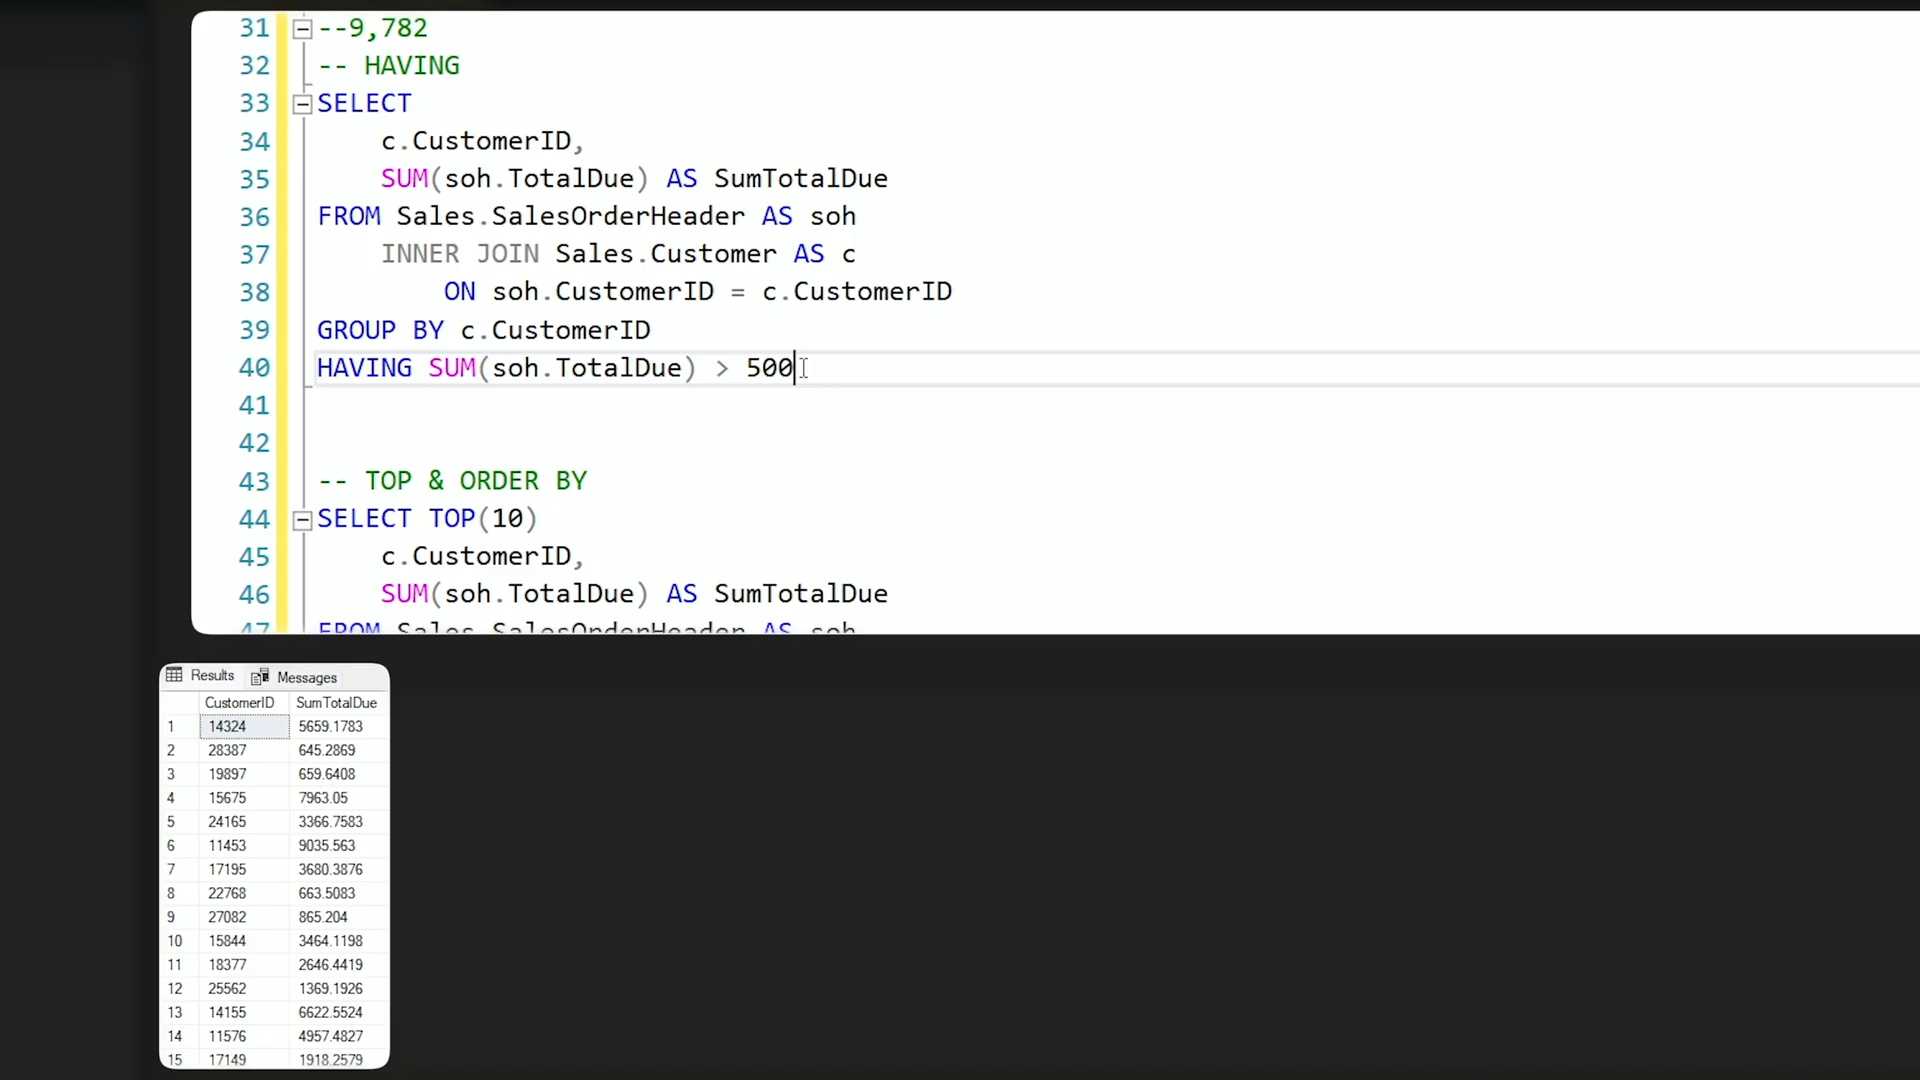 31 --9,782
32 -- HAVING
33 SELECT
34 c.CustomerID,
35 SUM(soh.TotalDue) AS SumTotalDue
36 FROM Sales.SalesOrderHeader AS soh
37 INNER JOIN Sales.Customer AS c
38 ON soh.CustomerID = c.CustomerID
39 GROUP BY c.CustomerID
40 HAVING SUM(soh.TotalDue) > 500
41
42
43 -- TOP & ORDER BY
44 SELECT TOP(10)
45 c.CustomerID,
46 SUM(soh.TotalDue) AS SumTotalDue
47 FROM Sales.SalesOrderHeader AS soh
Results Messages
CustomerID SumTotalDue
1 14324 5659.1783
2 28387 645.2869
3 19897 659.6408
4 15675 7963.05
5 24165 3366.7583
6 11453 9035.563
7 17195 3680.3876
8 22768 663.5083
9 27082 865.204
10 15844 3464.1198
11 18377 2646.4419
12 25562 1369.1926
13 14155 6622.5524
14 11576 4957.4827
15 17149 1918.2579